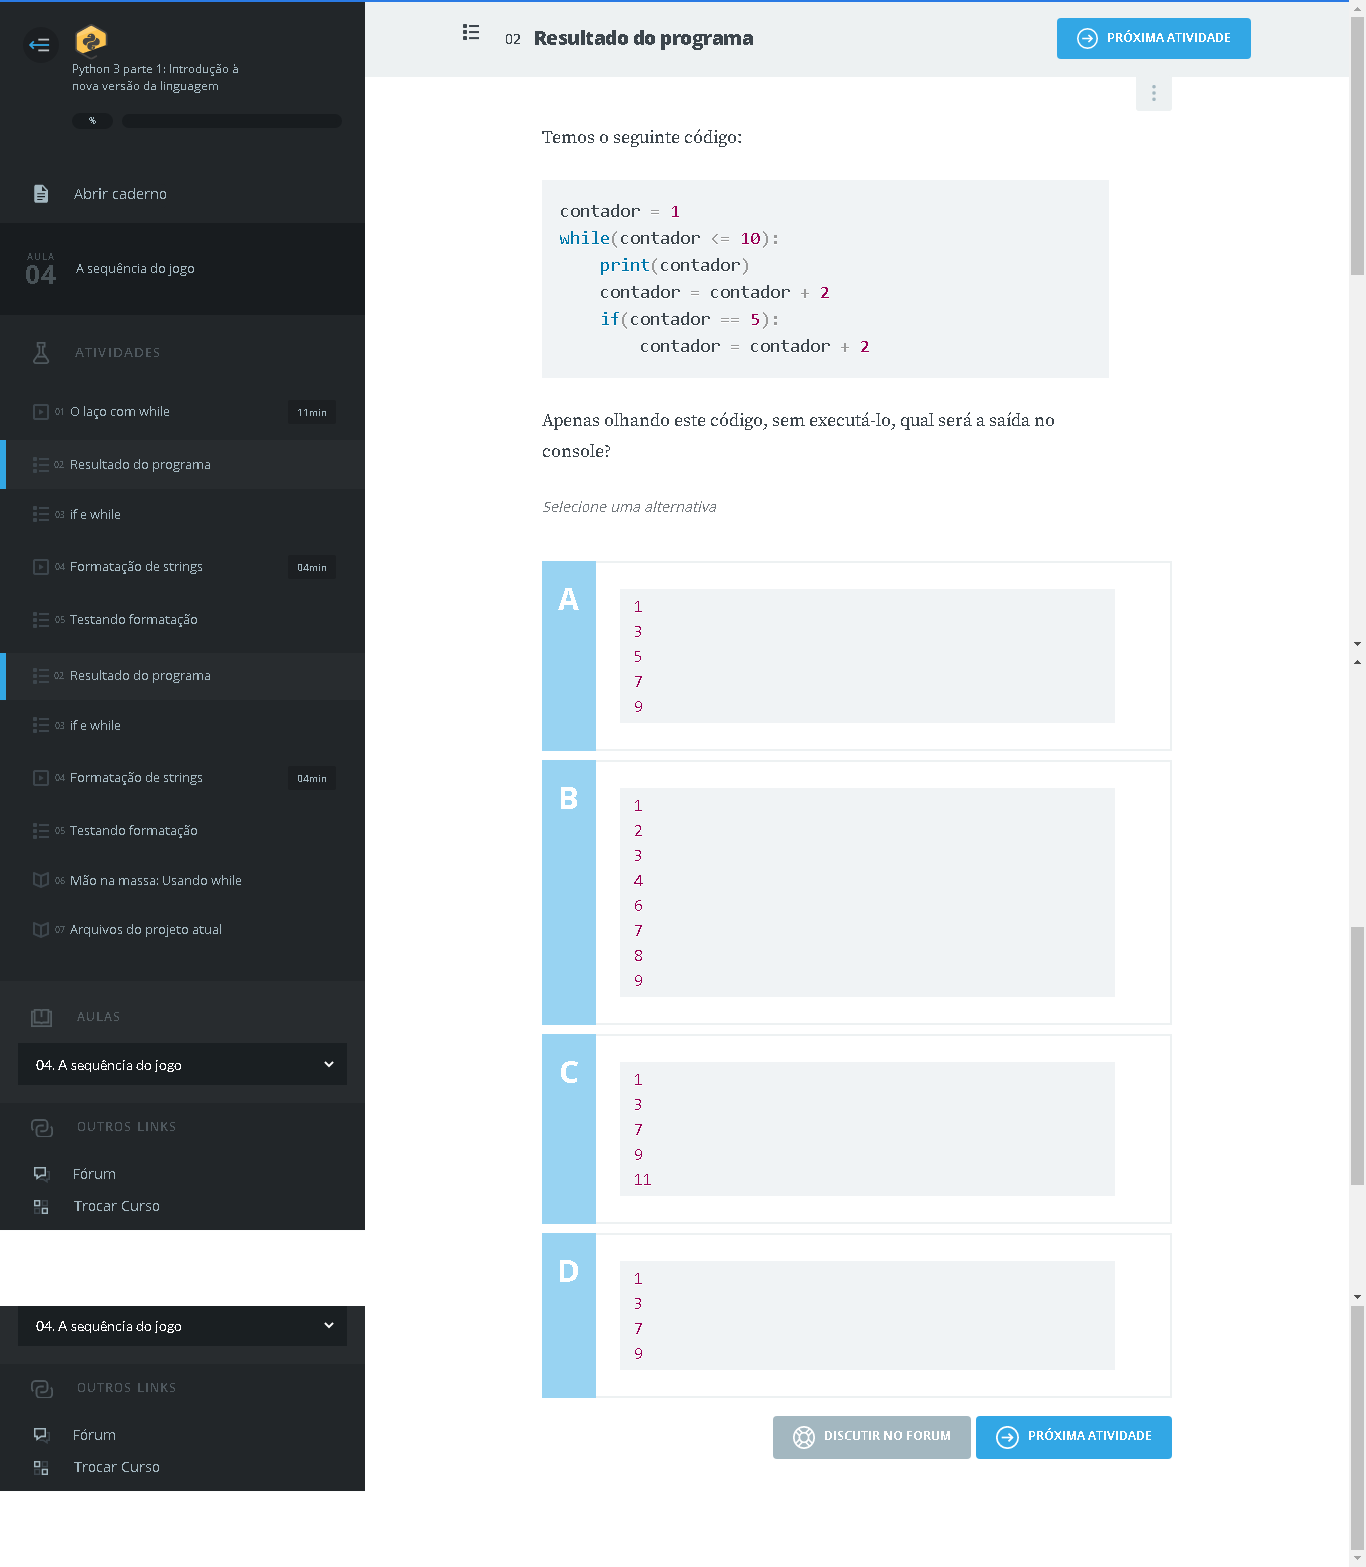 Python 3 parte 1: Introdução à
nova versão da linguagem
%
Abrir caderno
AULA
04
A sequência do jogo
ATIVIDADES
01 O laço com while 11min
02 Resultado do programa
03 if e while
04 Formatação de strings 04min
05 Testando formatação
02 Resultado do programa
03 if e while
04 Formatação de strings 04min
05 Testando formatação
06 Mão na massa: Usando while
07 Arquivos do projeto atual
AULAS
04. A sequência do jogo
OUTROS LINKS
Fórum
Trocar Curso
04. A sequência do jogo
OUTROS LINKS
Fórum
Trocar Curso
02 Resultado do programa
PRÓXIMA ATIVIDADE
Temos o seguinte código:
contador = 1
while(contador <= 10):
    print(contador)
    contador = contador + 2
    if(contador == 5):
        contador = contador + 2
Apenas olhando este código, sem executá-lo, qual será a saída no
console?
Selecione uma alternativa
A
1
3
5
7
9
B
1
2
3
4
6
7
8
9
C
1
3
7
9
11
D
1
3
7
9
DISCUTIR NO FORUM
PRÓXIMA ATIVIDADE